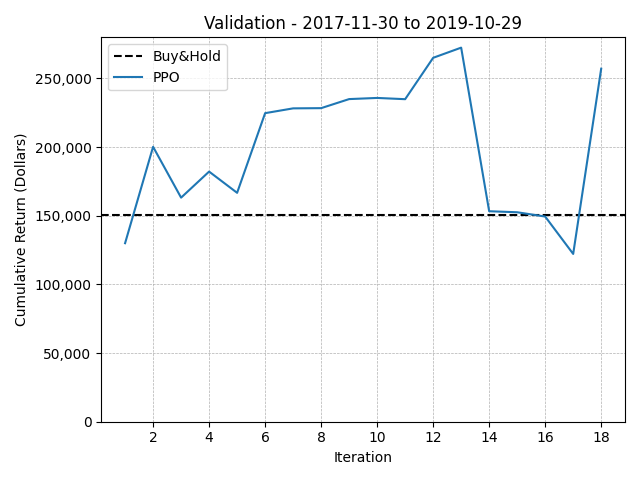 Validation - 2017-11-30 to 2019-10-29
Buy&Hold
PPO
Cumulative Return (Dollars)
250,000
200,000
150,000
100,000
50,000
0
2 4 6 8 10 12 14 16 18
Iteration